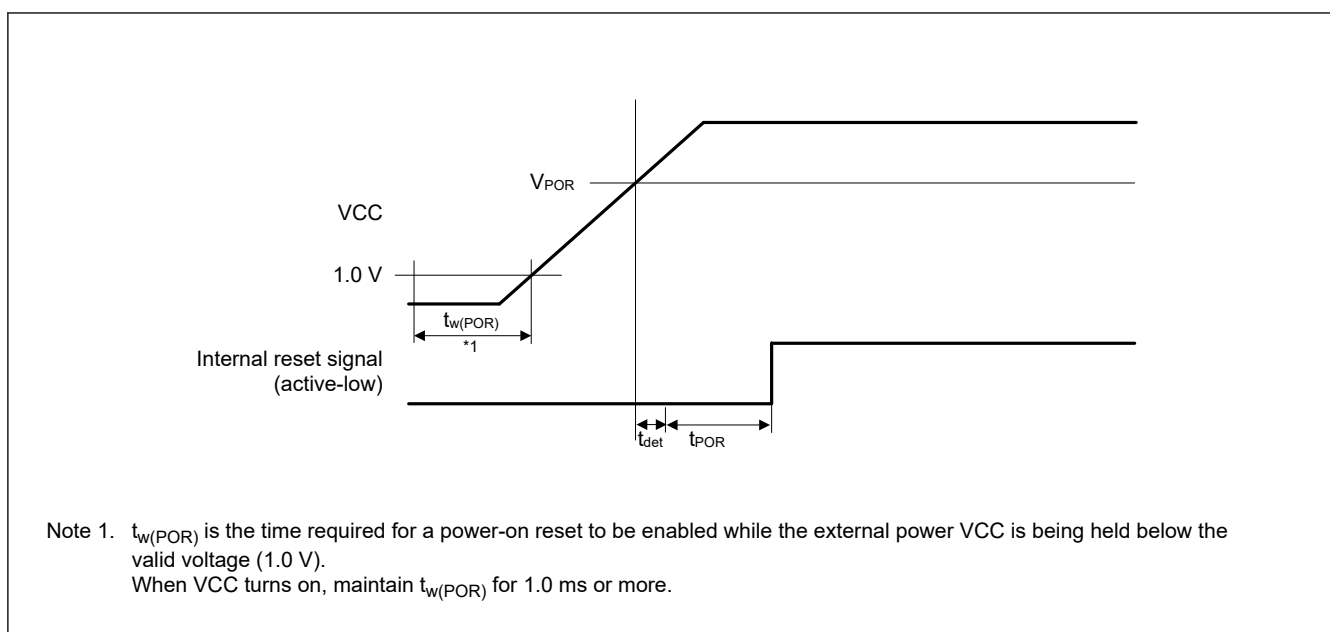 VPOR
VCC
1.0 V
tw(POR)
*1
Internal reset signal
(active-low)
tdet
tPOR
Note 1. tw(POR) is the time required for a power-on reset to be enabled while the external power VCC is being held below the
valid voltage (1.0 V).
When VCC turns on, maintain tw(POR) for 1.0 ms or more.